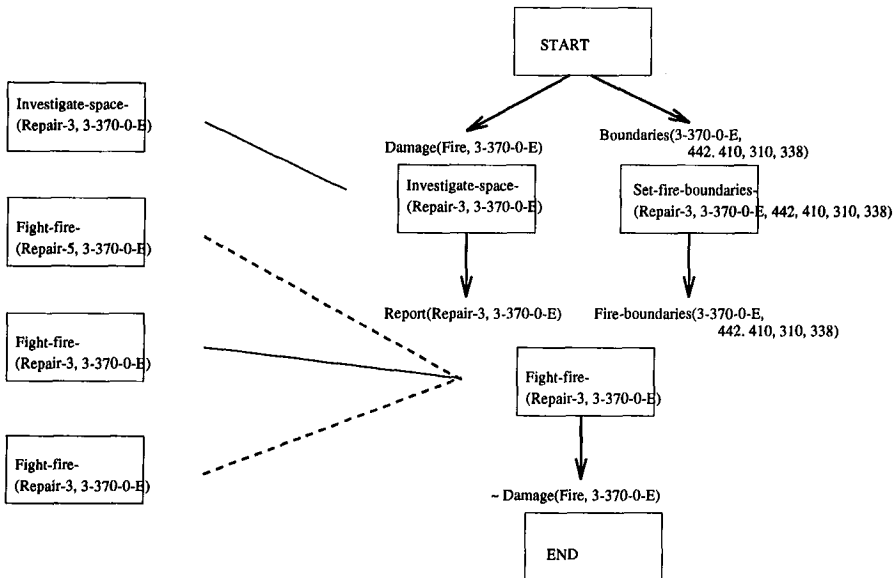 START
Investigate-space-
(Repair-3, 3-370-0-E)
Fight-fire-
(Repair-5, 3-370-0-E)
Fight-fire-
(Repair-3, 3-370-0-E)
Fight-fire-
(Repair-3, 3-370-0-E)
Damage(Fire, 3-370-0-E)
Investigate-space-
(Repair-3, 3-370-0-E)
Report(Repair-3, 3-370-0-E)
Boundaries(3-370-0-E,
442. 410, 310, 338)
Set-fire-boundaries-
(Repair-3, 3-370-0-E, 442, 410, 310, 338)
Fire-boundaries(3-370-0-E,
442. 410, 310, 338)
Fight-fire-
(Repair-3, 3-370-0-E)
~ Damage(Fire, 3-370-0-E)
END